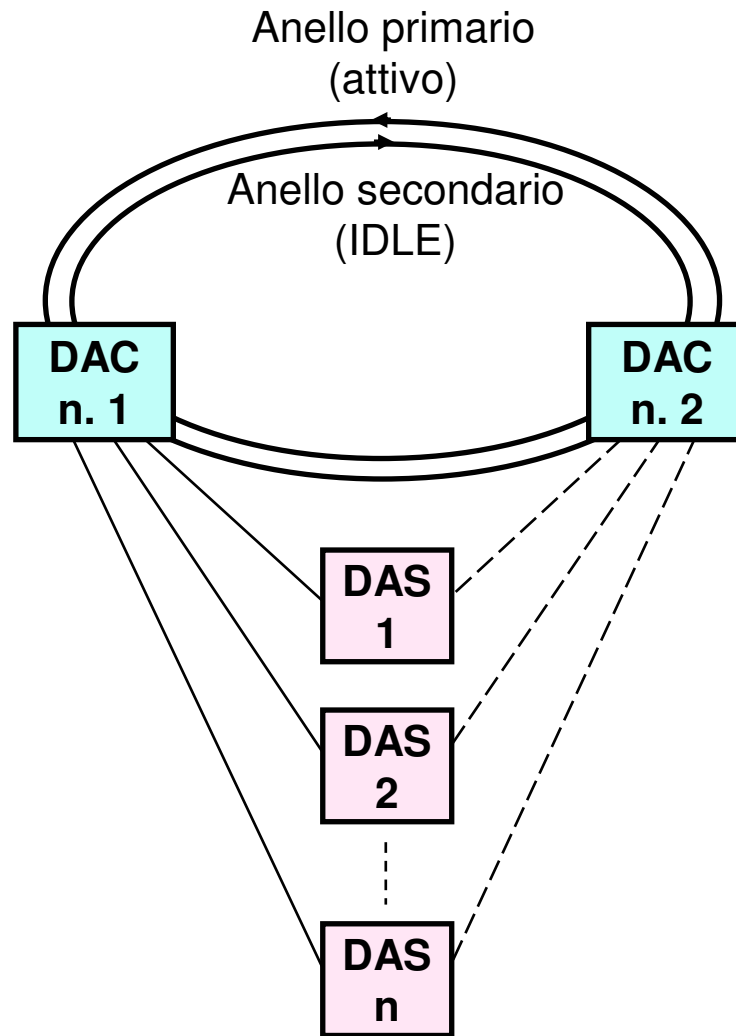 Anello primario
(attivo)
Anello secondario
(IDLE)
DAC
n. 1
DAC
n. 2
DAS
1
DAS
2
DAS
n